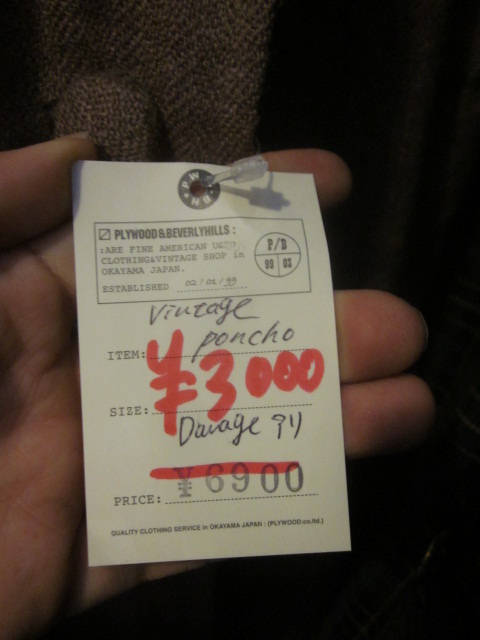 P/W
B/H
PLYWOOD&BEVERLYHILLS:
:ARE FINE AMERICAN USED
CLOTHING&VINTAGE SHOP in
OKAYAMA JAPAN.
ESTABLISHED 02/01/99
P/B
99 03
Vintage
poncho
ITEM:
¥3000
SIZE:
Damage アリ
PRICE: ¥6900
QUALITY CLOTHING SERVICE in OKAYAMA JAPAN : (PLYWOOD.co.ltd.)